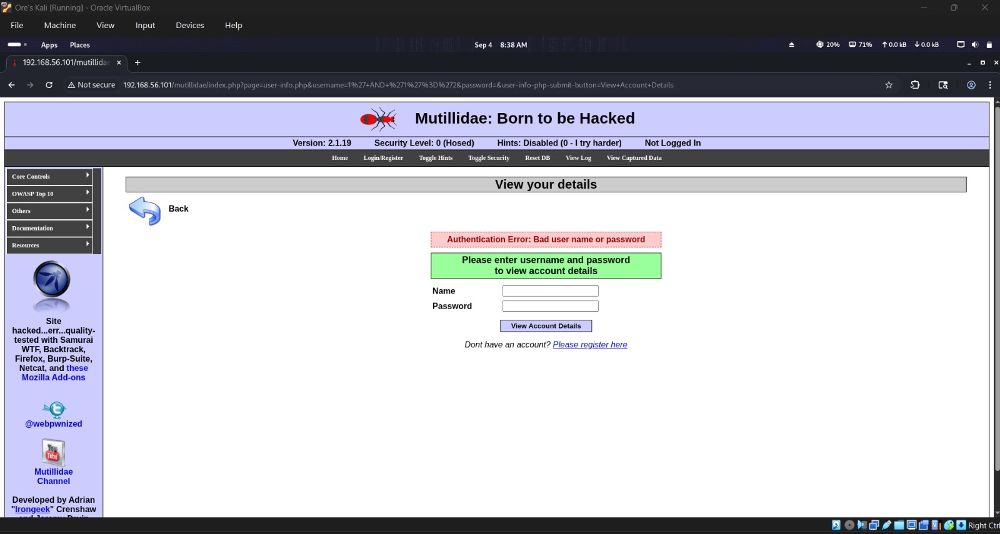 Ore's Kali [Running] - Oracle VirtualBox
File Machine View Input Devices Help
Apps Places Sep 4 8:38 AM 20% 71% 0.0 kB 0.0 kB
192.168.56.101/mutillidae
Not secure 192.168.56.101/mutillidae/index.php?page=user-info.php&username=1%27+AND+%271%27%3D%272&password=&user-info-php-submit-button=View+Account+Details
Mutillidae: Born to be Hacked
Version: 2.1.19 Security Level: 0 (Hosed) Hints: Disabled (0 - I try harder) Not Logged In
Home Login/Register Toggle Hints Toggle Security Reset DB View Log View Captured Data
Core Controls
OWASP Top 10
Others
Documentation
Resources
Site
hacked...err...quality-
tested with Samurai
WTF, Backtrack,
Firefox, Burp-Suite,
Netcat, and these
Mozilla Add-ons
@webpwnized
You
Tube
Mutillidae
Channel
Developed by Adrian
"Irongeek" Crenshaw
View your details
Back
Authentication Error: Bad user name or password
Please enter username and password
to view account details
Name
Password
View Account Details
Dont have an account? Please register here
Right Ctrl